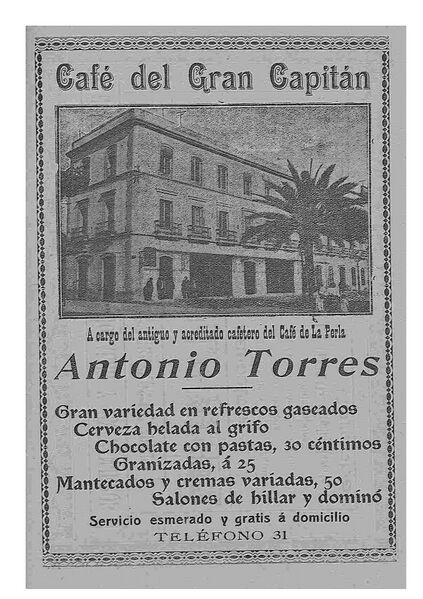 Café del Gran Capitán
A cargo del antiguo y acreditado cafetero del Café de La Perla
Antonio Torres
Gran variedad en refrescos gaseados
Cerveza helada al grifo
Chocolate con pastas, 30 céntimos
Granizadas, á 25
Mantecados y cremas variadas, 50
Salones de billar y dominó
Servicio esmerado y gratis á domicilio
TELÉFONO 31